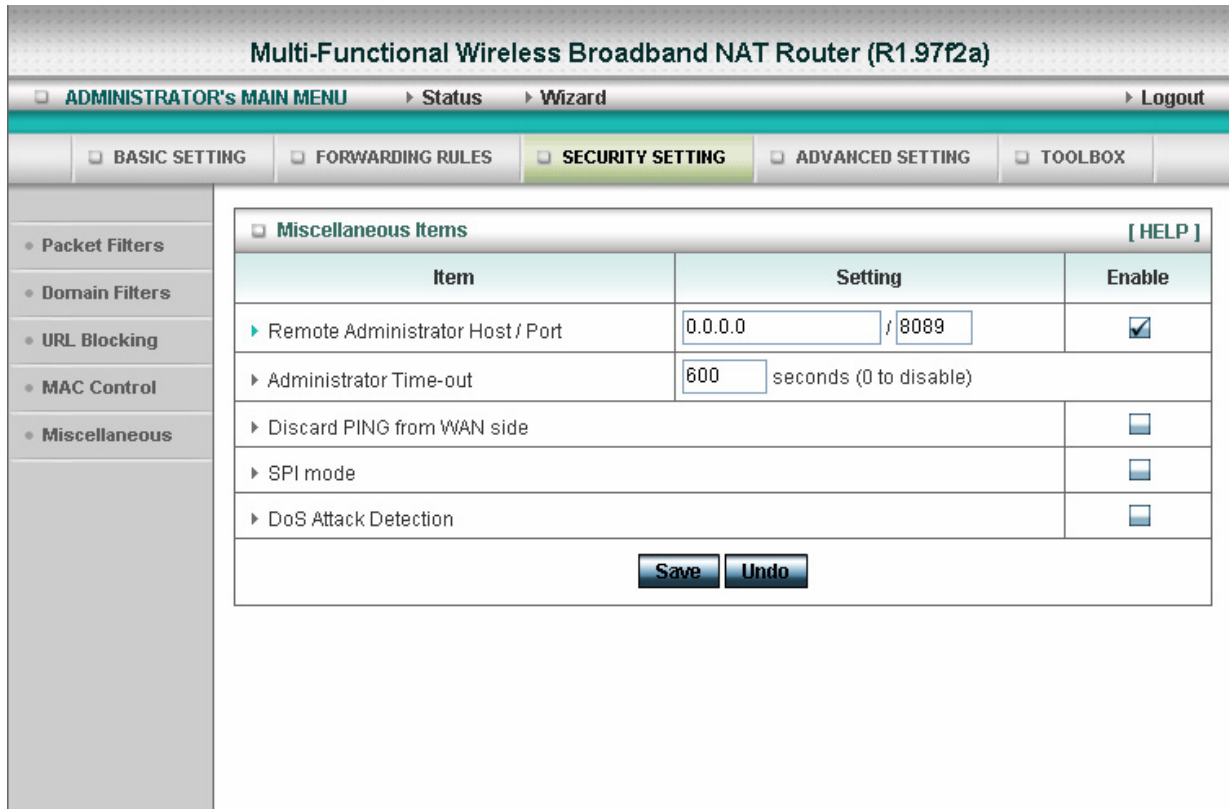 Multi-Functional Wireless Broadband NAT Router (R1.97f2a)
ADMINISTRATOR's MAIN MENU Status Wizard Logout
BASIC SETTING FORWARDING RULES SECURITY SETTING ADVANCED SETTING TOOLBOX
Packet Filters
Domain Filters
URL Blocking
MAC Control
Miscellaneous
Miscellaneous Items [ HELP ]
Item Setting Enable
Remote Administrator Host / Port 0.0.0.0 / 8089
Administrator Time-out 600 seconds (0 to disable)
Discard PING from WAN side
SPI mode
DoS Attack Detection
Save Undo